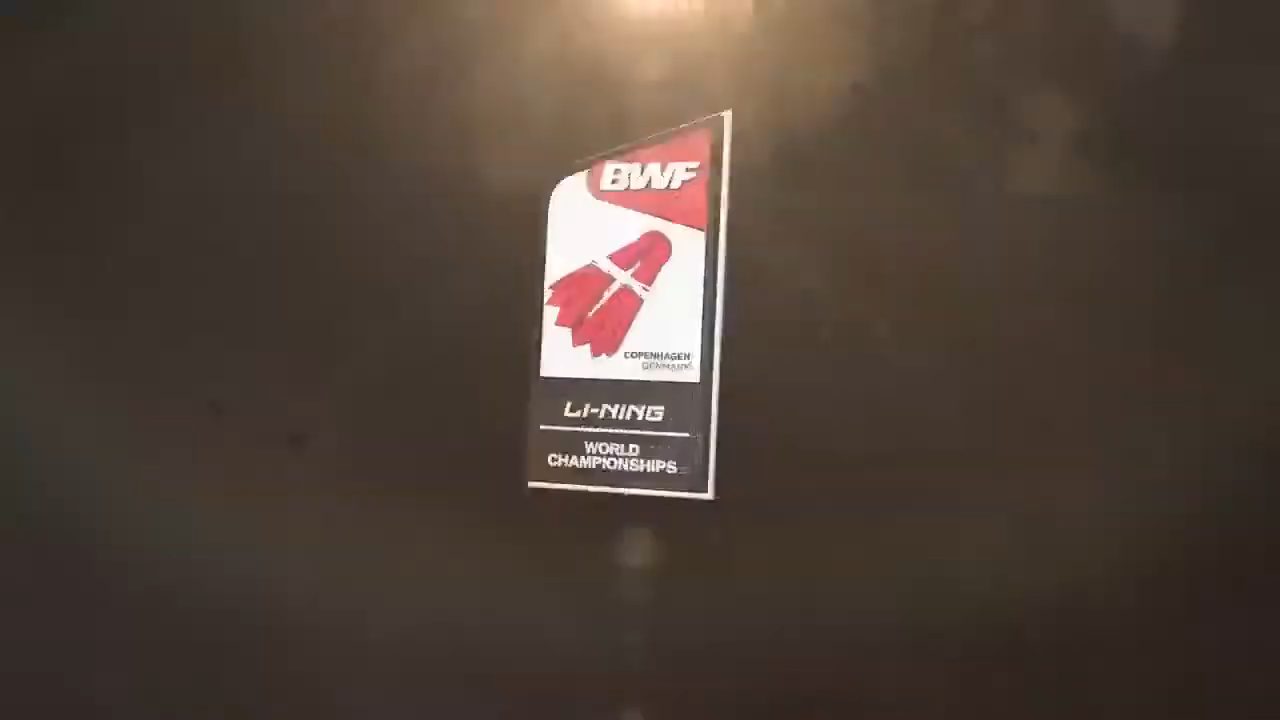 BWF
COPENHAGEN
DENMARK
LI-NING
WORLD
CHAMPIONSHIPS